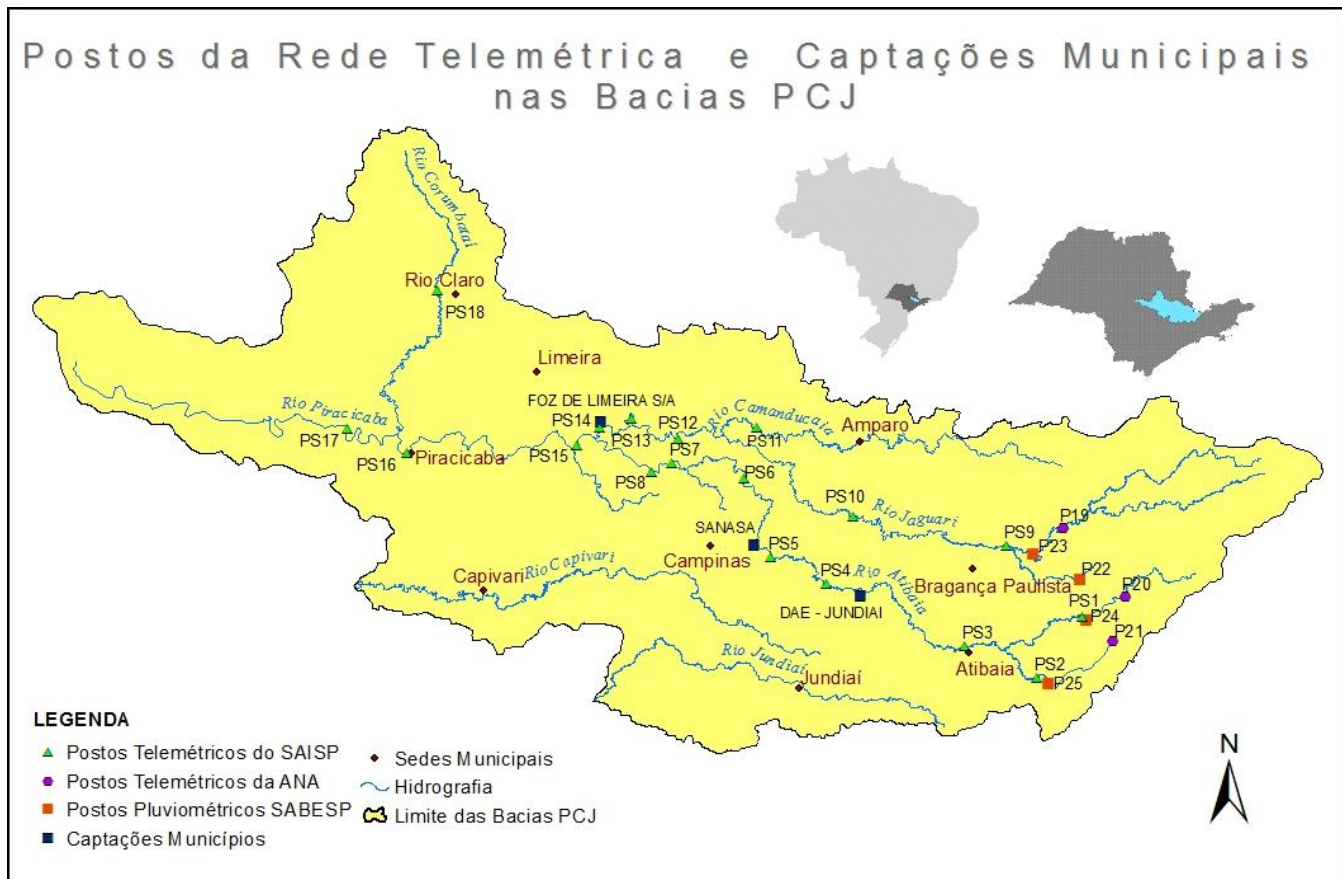 Postos da Rede Telemétrica e Captações Municipais
nas Bacias PCJ
Rio Corumbataí
Rio Claro
PS18
Limeira
FOZ DE LIMEIRA S/A
Rio Piracicaba
PS17
PS16
Piracicaba
PS14
PS13
PS15
PS12
PS7
PS8
Rio Camanducaia
PS11
Amparo
PS6
PS10
Rio Jaguari
PS9
P19
P23
P22
SANASA
Campinas
PS5
PS4
Rio Atibaia
DAE - JUNDIAI
Bragança Paulista
P20
PS1
P24
P21
Capivari
Rio Capivari
PS3
Atibaia
PS2
P25
Rio Jundiaí
Jundiaí
LEGENDA
Postos Telemétricos do SAISP
Postos Telemétricos da ANA
Postos Pluviométricos SABESP
Captações Municípios
Sedes Municipais
Hidrografia
Limite das Bacias PCJ
N